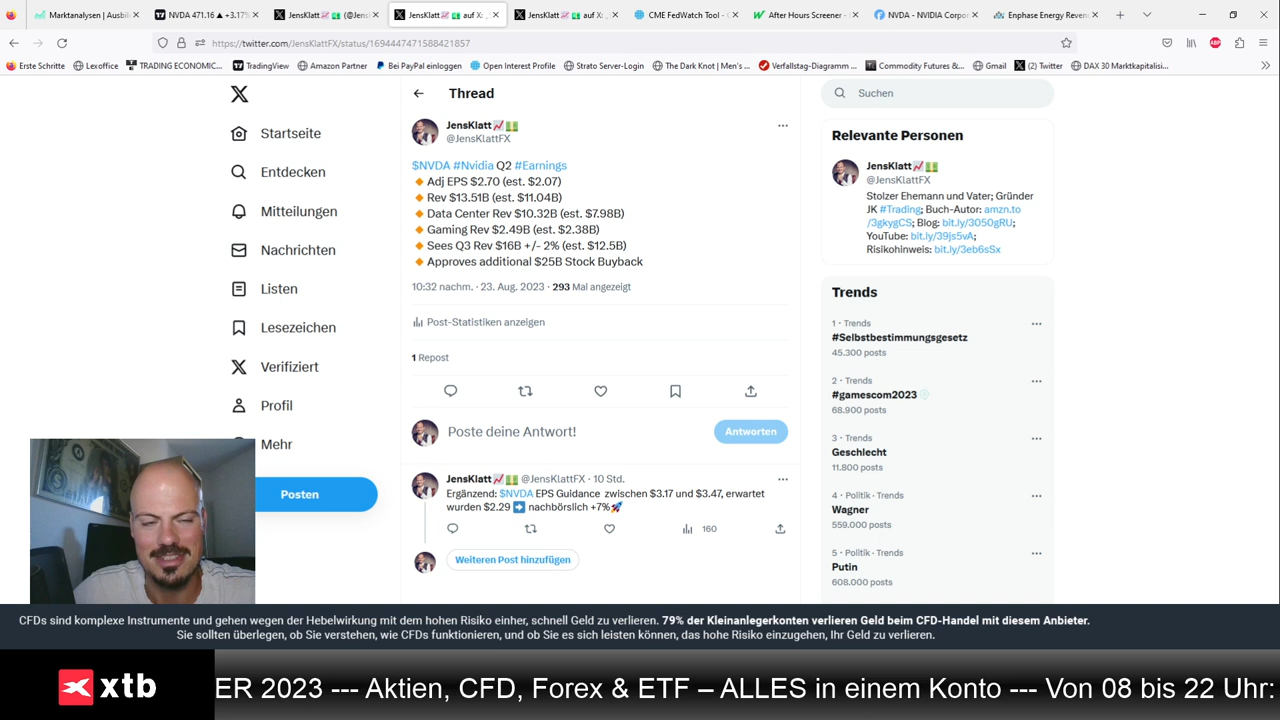 Marktanalysen | Ausbil
NVDA 471.16 ▲ +3.17%
JensKlatt📈💵 (@JensKl
JensKlatt📈💵 auf X: „
JensKlatt📈💵 auf X: „
CME FedWatch Tool -
After Hours Screener -
NVDA - NVIDIA Corpo
Enphase Energy Reven
https://twitter.com/JensKlattFX/status/1694447471588421857
Erste Schritte
Lexoffice
TRADING ECONOMIC...
TradingView
Amazon Partner
Bei PayPal einloggen
Open Interest Profile
Strato Server-Login
The Dark Knot | Men's ...
Verfallstag-Diagramm ...
Commodity Futures &...
Gmail
(2) Twitter
DAX 30 Marktkapitalisi...
Startseite
Entdecken
Mitteilungen
Nachrichten
Listen
Lesezeichen
Verifiziert
Profil
Mehr
Posten
Thread
JensKlatt📈💵
@JensKlattFX
$NVDA #Nvidia Q2 #Earnings
🔸Adj EPS $2.70 (est. $2.07)
🔸Rev $13.51B (est. $11.04B)
🔸Data Center Rev $10.32B (est. $7.98B)
🔸Gaming Rev $2.49B (est. $2.38B)
🔸Sees Q3 Rev $16B +/- 2% (est. $12.5B)
🔸Approves additional $25B Stock Buyback
10:32 nachm. · 23. Aug. 2023 · 293 Mal angezeigt
Post-Statistiken anzeigen
1 Repost
Poste deine Antwort!
Antworten
JensKlatt📈💵 @JensKlattFX · 10 Std.
Ergänzend: $NVDA EPS Guidance zwischen $3.17 und $3.47, erwartet
wurden $2.29 ➡️ nachbörslich +7%🚀
160
Weiteren Post hinzufügen
Suchen
Relevante Personen
JensKlatt📈💵
@JensKlattFX
Stolzer Ehemann und Vater; Gründer
JK #Trading; Buch-Autor: amzn.to
/3gkygCS; Blog: bit.ly/3050gRU;
YouTube: bit.ly/39js5vA;
Risikohinweis: bit.ly/3eb6sSx
Trends
1 · Trends
#Selbstbestimmungsgesetz
45.300 posts
2 · Trends
#gamescom2023
68.900 posts
3 · Trends
Geschlecht
11.800 posts
4 · Politik · Trends
Wagner
559.000 posts
5 · Politik · Trends
Putin
608.000 posts
CFDs sind komplexe Instrumente und gehen wegen der Hebelwirkung mit dem hohen Risiko einher, schnell Geld zu verlieren. 79% der Kleinanlegerkonten verlieren Geld beim CFD-Handel mit diesem Anbieter.
Sie sollten überlegen, ob Sie verstehen, wie CFDs funktionieren, und ob Sie es sich leisten können, das hohe Risiko einzugehen, Ihr Geld zu verlieren.
xtb
ER 2023 --- Aktien, CFD, Forex & ETF – ALLES in einem Konto --- Von 08 bis 22 Uhr: